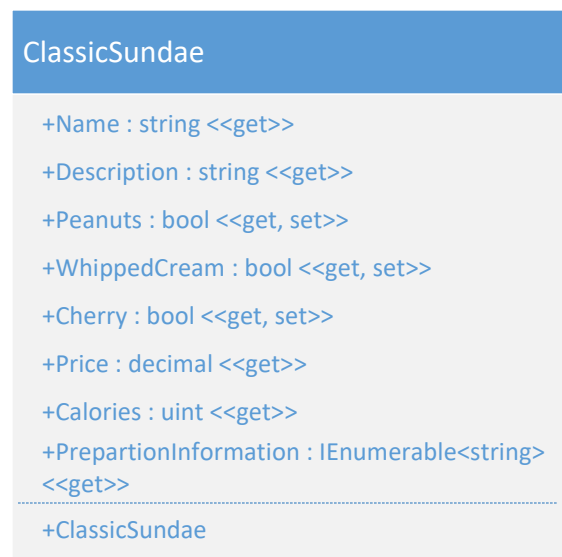 ClassicSundae
+Name : string <<get>>
+Description : string <<get>>
+Peanuts : bool <<get, set>>
+WhippedCream : bool <<get, set>>
+Cherry : bool <<get, set>>
+Price : decimal <<get>>
+Calories : uint <<get>>
+PrepartionInformation : IEnumerable<string>
<<get>>
+ClassicSundae